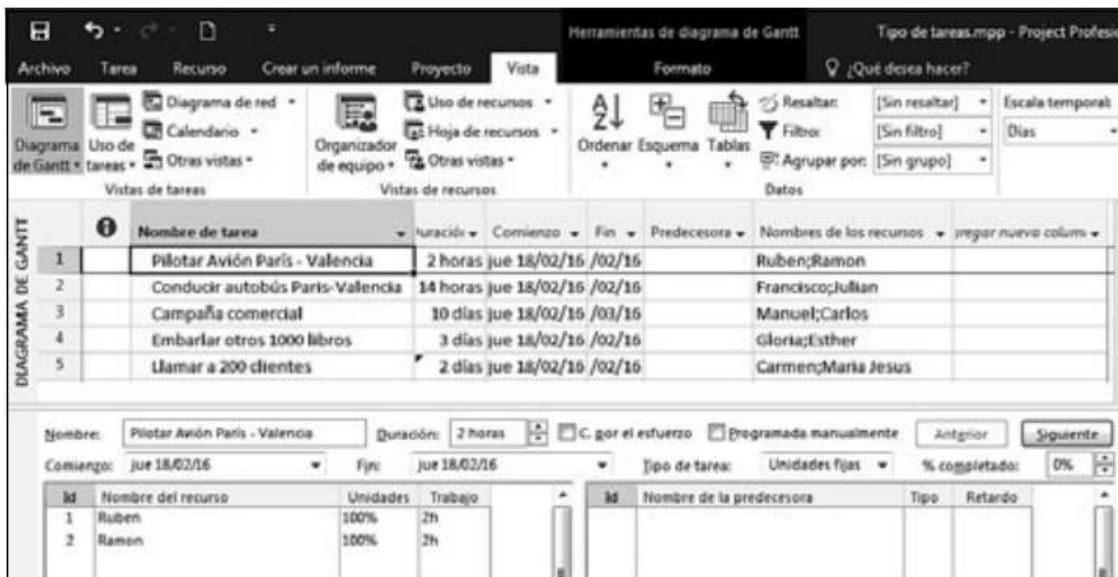 Herramientas de diagrama de Gantt Tipo de tareas.mpp - Project Profesio
Archivo Tarea Recurso Crear un informe Proyecto Vista Formato ¿Qué desea hacer?
Diagrama de Gantt
Uso de tareas
Diagrama de red
Calendario
Otras vistas
Vistas de tareas
Organizador de equipo
Uso de recursos
Hoja de recursos
Otras vistas
Vistas de recursos
Ordenar Esquema Tablas
Resaltar: [Sin resaltar]
Filtro: [Sin filtro]
Agrupar por: [Sin grupo]
Datos
Escala temporal:
Días
DIAGRAMA DE GANTT
Nombre de tarea uración Comienzo Fin Predecesora Nombres de los recursos gregar nueva colum
1 Pilotar Avión París - Valencia 2 horas jue 18/02/16 /02/16 Ruben;Ramon
2 Conducir autobús Paris-Valencia 14 horas jue 18/02/16 /02/16 Francisco;Julian
3 Campaña comercial 10 días jue 18/02/16 /03/16 Manuel;Carlos
4 Embarlar otros 1000 libros 3 días jue 18/02/16 /02/16 Gloria;Esther
5 Llamar a 200 clientes 2 días jue 18/02/16 /02/16 Carmen;Maria Jesus
Nombre: Pilotar Avión París - Valencia Duración: 2 horas C. por el esfuerzo Programada manualmente Anterior Siguiente
Comienzo: jue 18/02/16 Fin: jue 18/02/16 Tipo de tarea: Unidades fijas % completado: 0%
Id Nombre del recurso Unidades Trabajo Id Nombre de la predecesora Tipo Retardo
1 Ruben 100% 2h
2 Ramon 100% 2h